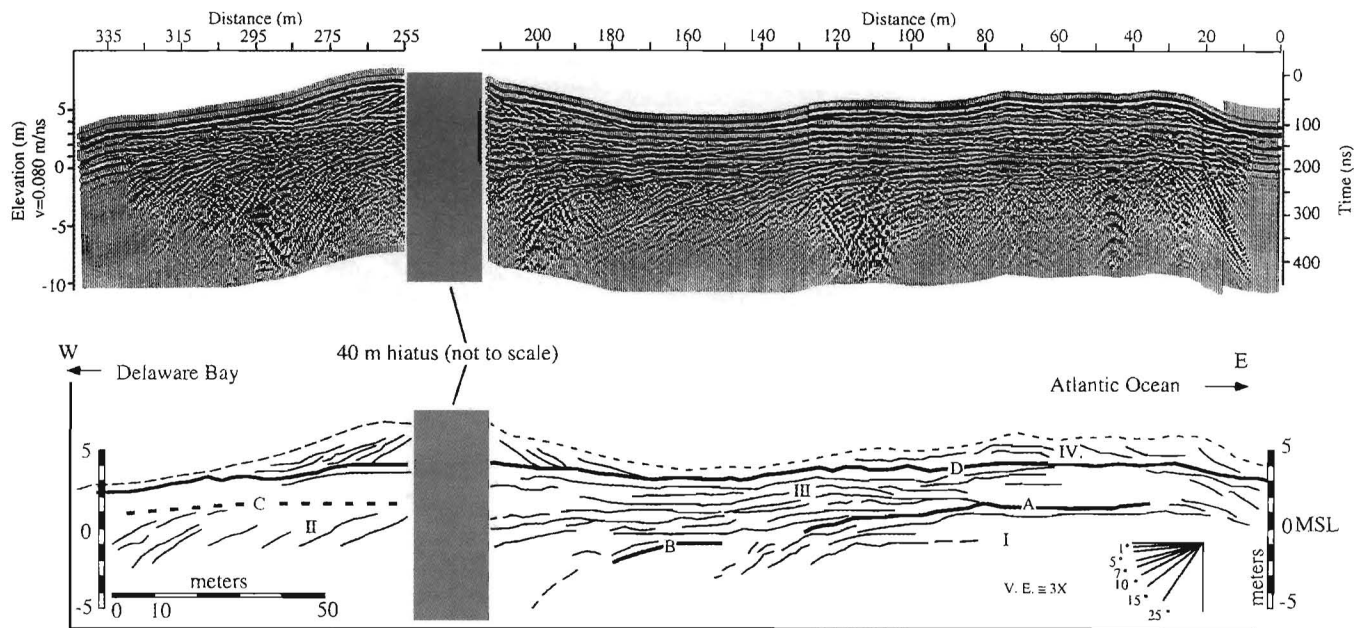 Distance (m) Distance (m)
335 315 295 275 255 200 180 160 140 120 100 80 60 40 20 0
Elevation (m)
v=0.080 m/ns
5
0
-5
-10
0
100
200
300
400
Time (ns)
40 m hiatus (not to scale)
W
Delaware Bay
E
Atlantic Ocean
5
0
-5
C
II
meters
0 10 50
B
III
D
IV.
A
I
V. E. ≅ 3X
1°
5°
7°
10°
15°
25°
5
0 MSL
-5
meters